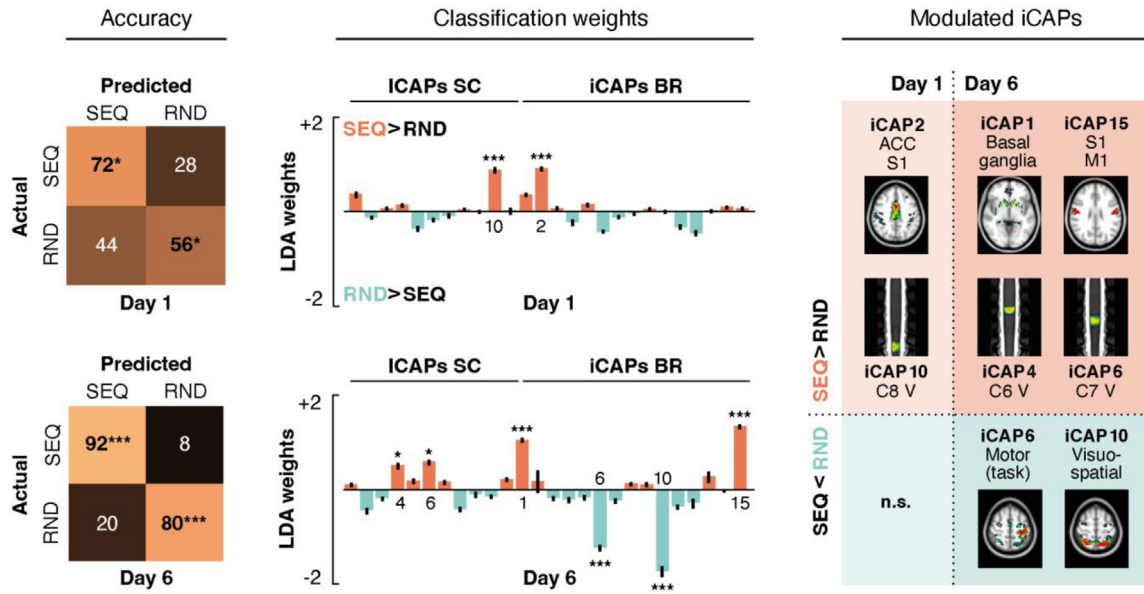 Accuracy
Predicted
SEQ RND
Actual
SEQ
RND
72* 28
44 56*
Day 1
Predicted
SEQ RND
Actual
SEQ
RND
92*** 8
20 80***
Day 6
Classification weights
ICAPs SC iCAPs BR
LDA weights
+2
-2
SEQ>RND
*** ***
10 2
RND>SEQ
Day 1
ICAPs SC iCAPs BR
LDA weights
+2
-2
* * *** ***
4 6 1 6 10 15
*** ***
Day 6
Modulated iCAPs
Day 1 Day 6
SEQ>RND
iCAP2
ACC
S1
iCAP10
C8 V
iCAP1
Basal
ganglia
iCAP4
C6 V
iCAP15
S1
M1
iCAP6
C7 V
SEQ < RND
n.s.
iCAP6
Motor
(task)
iCAP10
Visuo-
spatial